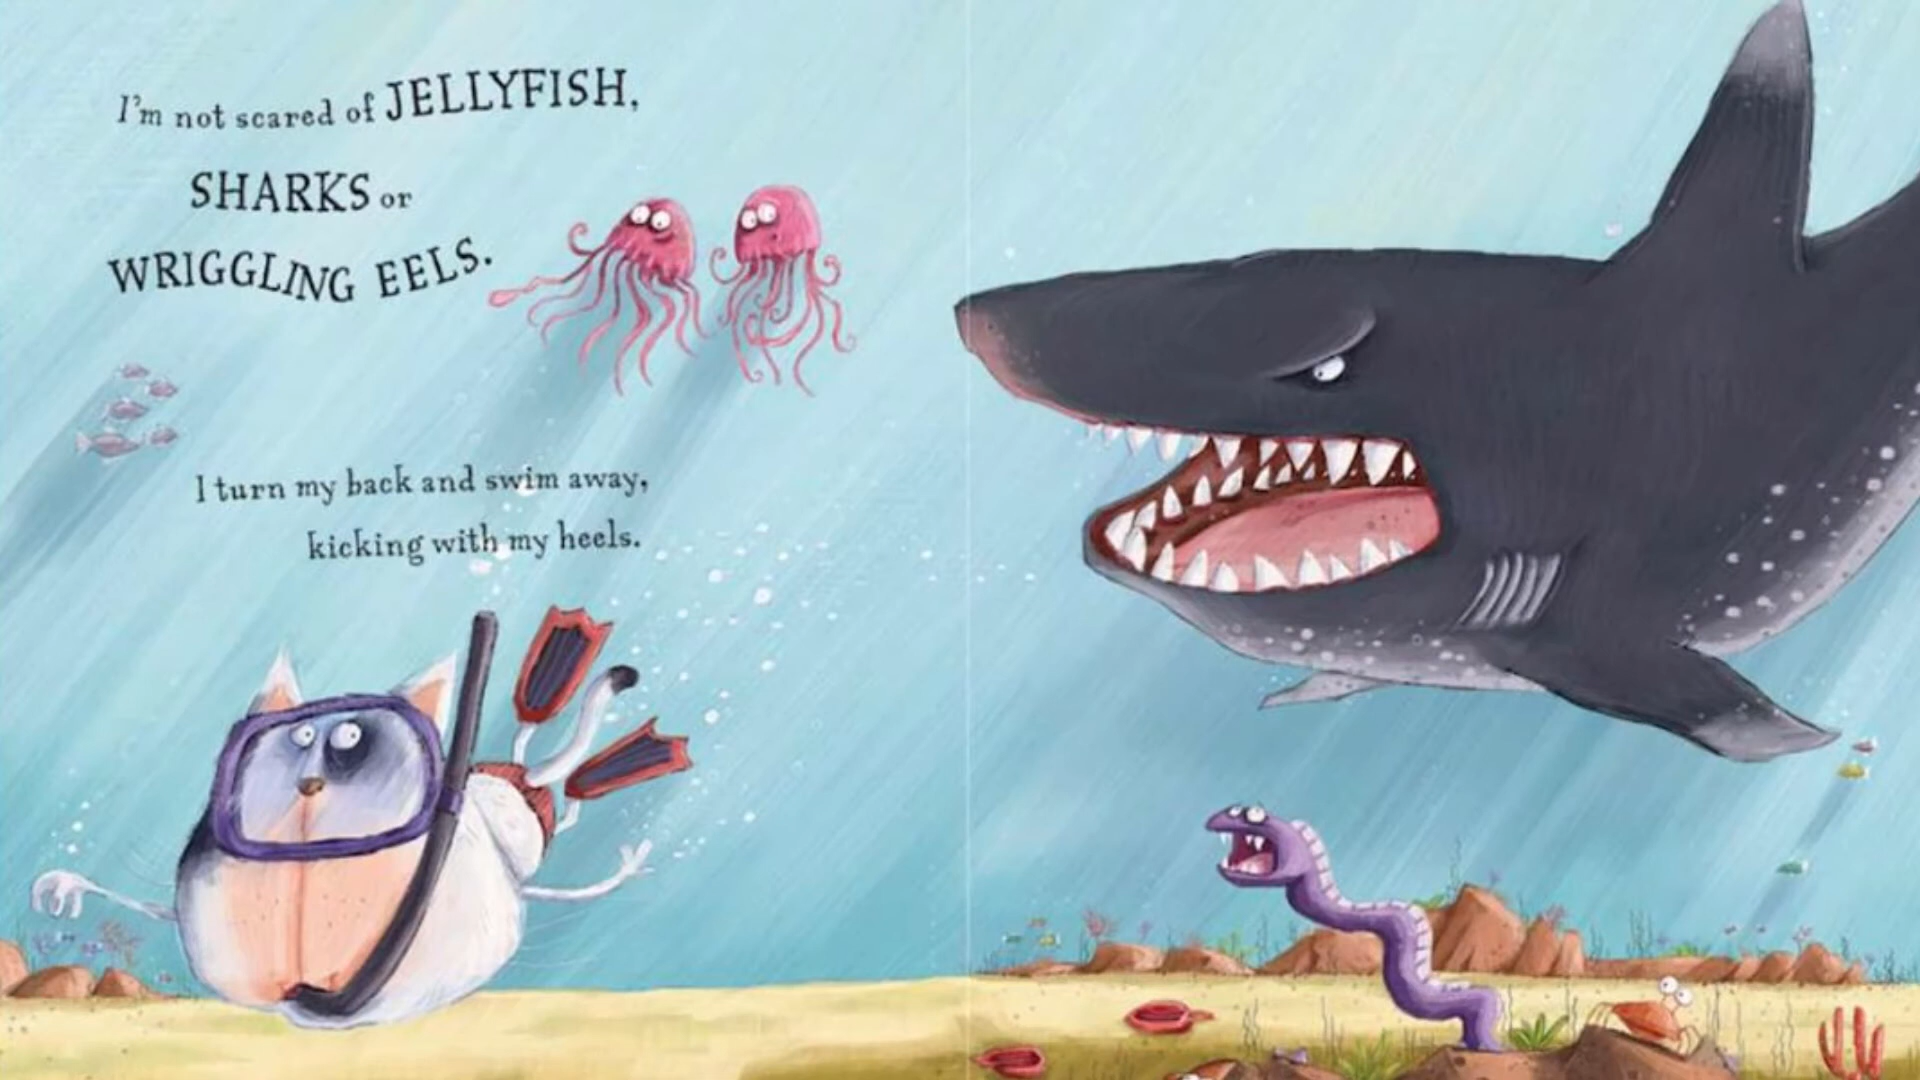 I'm not scared of JELLYFISH,
SHARKS or
WRIGGLING EELS.
I turn my back and swim away,
kicking with my heels.